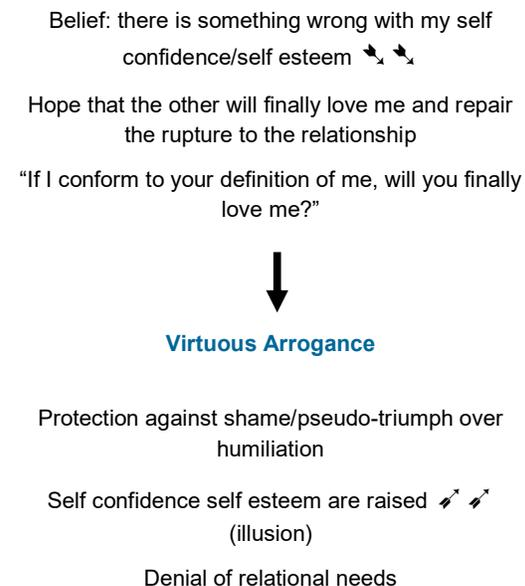 Belief: there is something wrong with my self
confidence/self esteem ➷ ➷
Hope that the other will finally love me and repair
the rupture to the relationship
“If I conform to your definition of me, will you finally
love me?”
Virtuous Arrogance
Protection against shame/pseudo-triumph over
humiliation
Self confidence self esteem are raised ➶ ➶
(illusion)
Denial of relational needs